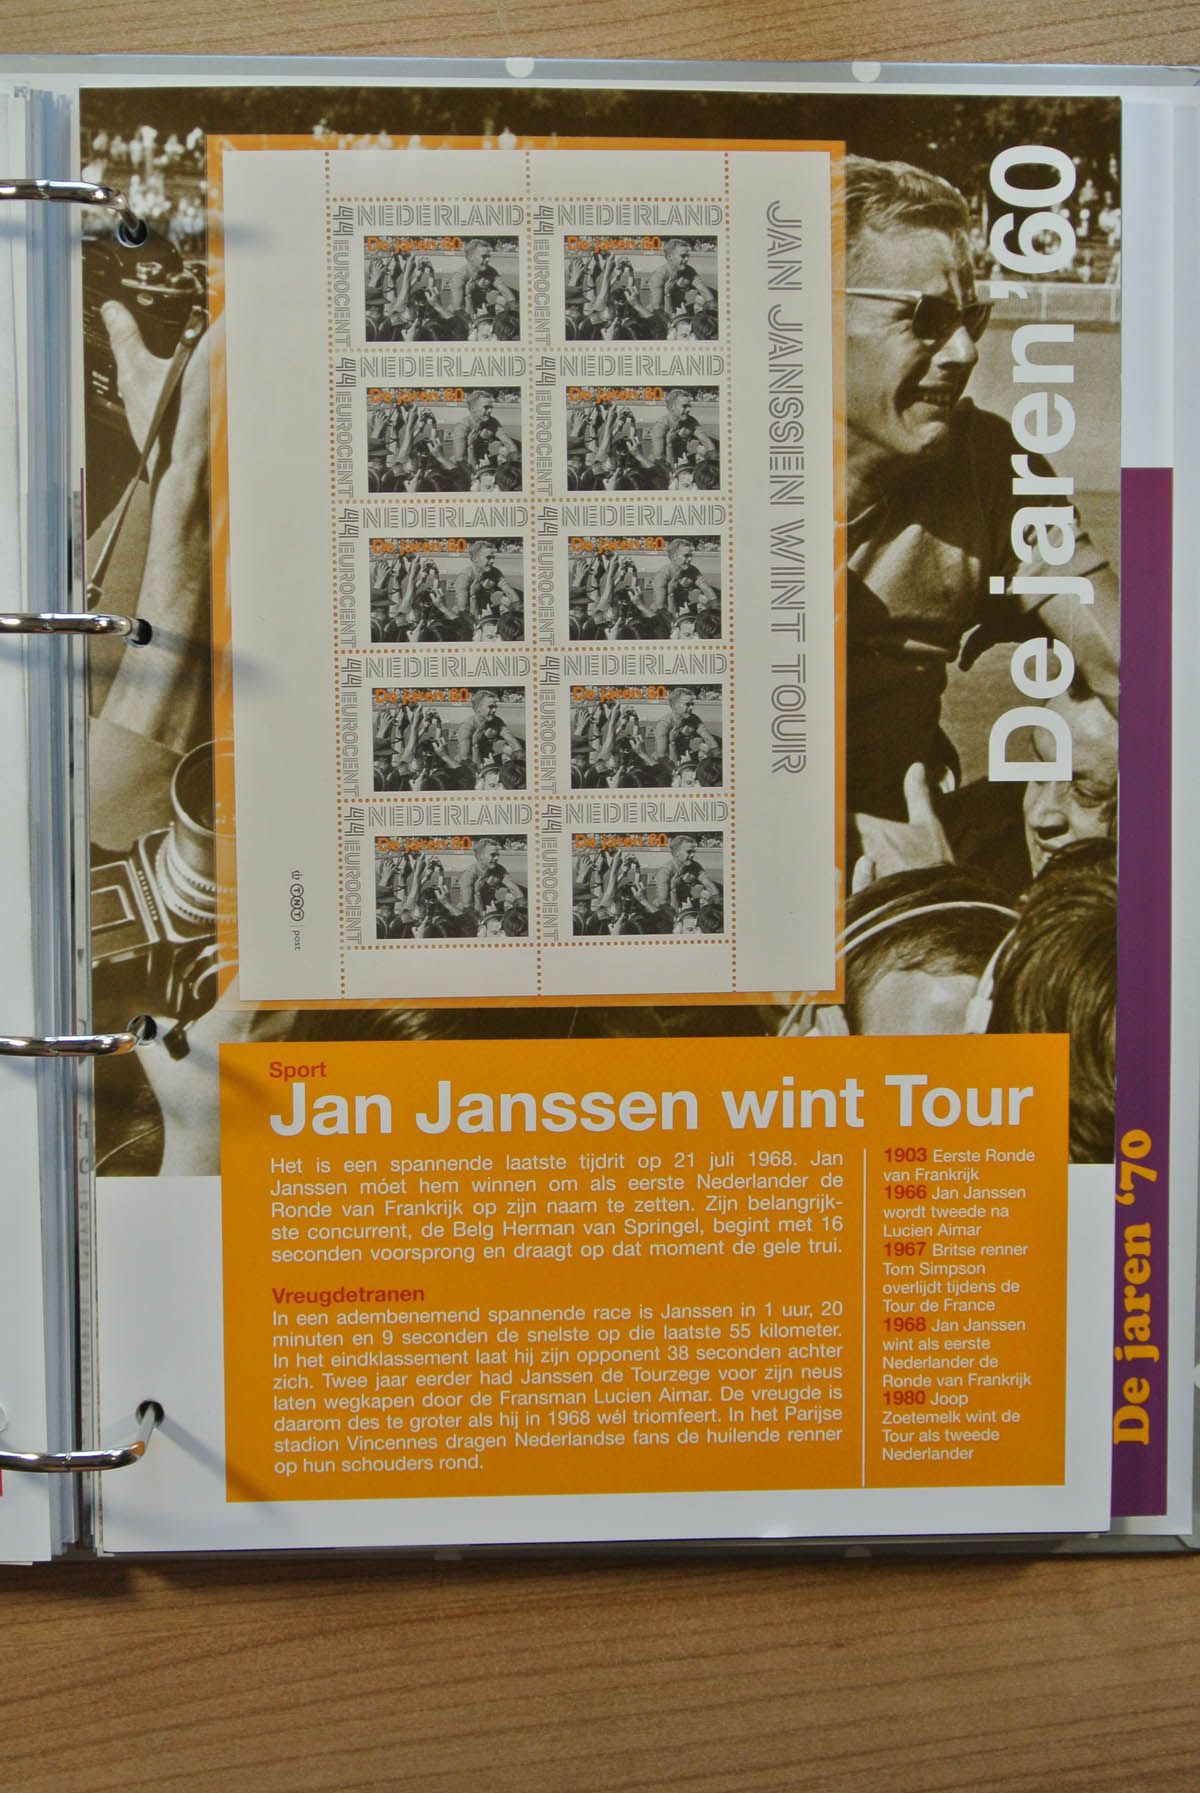 De jaren '60
JAN JANSSEN WINT TOUR
NEDERLAND NEDERLAND
44 EUROCENT De jaren 60 44 EUROCENT De jaren 60
NEDERLAND NEDERLAND
44 EUROCENT De jaren 60 44 EUROCENT De jaren 60
NEDERLAND NEDERLAND
44 EUROCENT De jaren 60 44 EUROCENT De jaren 60
NEDERLAND NEDERLAND
44 EUROCENT De jaren 60 44 EUROCENT De jaren 60
NEDERLAND NEDERLAND
44 EUROCENT De jaren 60 44 EUROCENT De jaren 60
TNT post
Sport
Jan Janssen wint Tour
Het is een spannende laatste tijdrit op 21 juli 1968. Jan
Janssen móet hem winnen om als eerste Nederlander de
Ronde van Frankrijk op zijn naam te zetten. Zijn belangrijk-
ste concurrent, de Belg Herman van Springel, begint met 16
seconden voorsprong en draagt op dat moment de gele trui.
Vreugdetranen
In een adembenemend spannende race is Janssen in 1 uur, 20
minuten en 9 seconden de snelste op die laatste 55 kilometer.
In het eindklassement laat hij zijn opponent 38 seconden achter
zich. Twee jaar eerder had Janssen de Tourzege voor zijn neus
laten wegkapen door de Fransman Lucien Aimar. De vreugde is
daarom des te groter als hij in 1968 wél triomfeert. In het Parijse
stadion Vincennes dragen Nederlandse fans de huilende renner
op hun schouders rond.
1903 Eerste Ronde
van Frankrijk
1966 Jan Janssen
wordt tweede na
Lucien Aimar
1967 Britse renner
Tom Simpson
overlijdt tijdens de
Tour de France
1968 Jan Janssen
wint als eerste
Nederlander de
Ronde van Frankrijk
1980 Joop
Zoetemelk wint de
Tour als tweede
Nederlander
De jaren '70